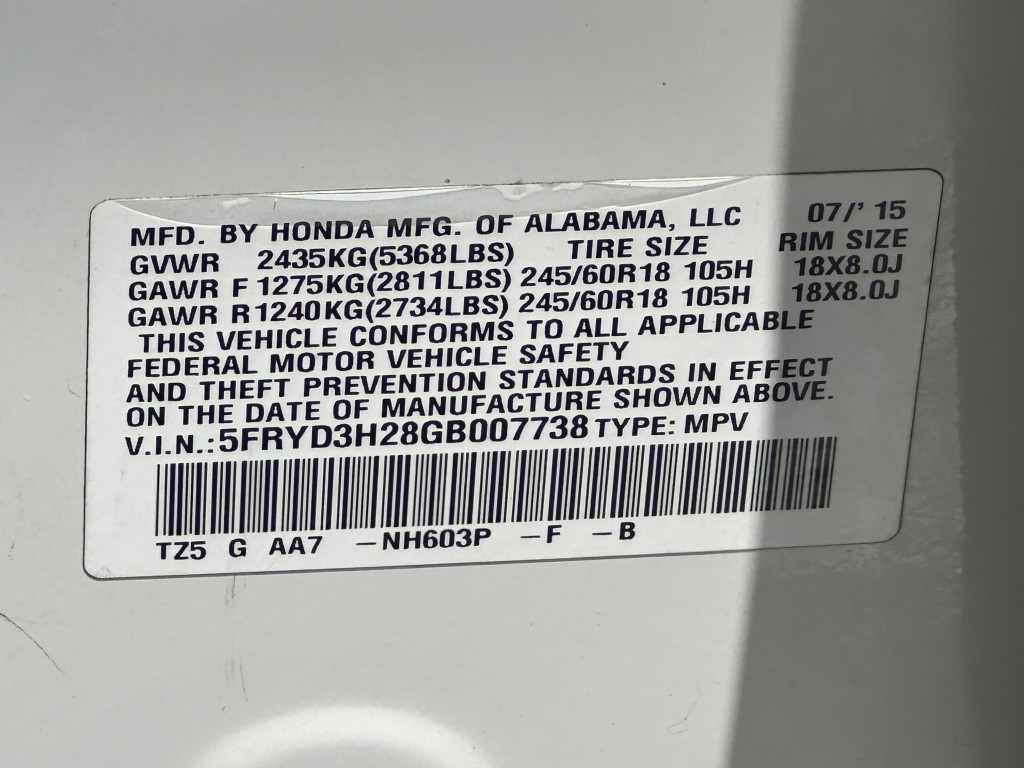 MFD. BY HONDA MFG. OF ALABAMA, LLC 07/' 15
GVWR 2435KG(5368LBS) TIRE SIZE RIM SIZE
GAWR F 1275KG(2811LBS) 245/60R18 105H 18X8.0J
GAWR R1240KG(2734LBS) 245/60R18 105H 18X8.0J
THIS VEHICLE CONFORMS TO ALL APPLICABLE
FEDERAL MOTOR VEHICLE SAFETY
AND THEFT PREVENTION STANDARDS IN EFFECT
ON THE DATE OF MANUFACTURE SHOWN ABOVE.
V.I.N.: 5FRYD3H28GB007738 TYPE: MPV
TZ5 G AA7 –NH603P –F –B